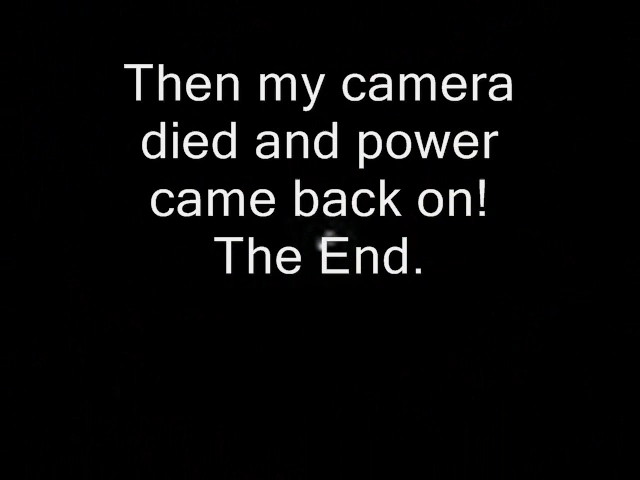 Then my camera
died and power
came back on!
The End.